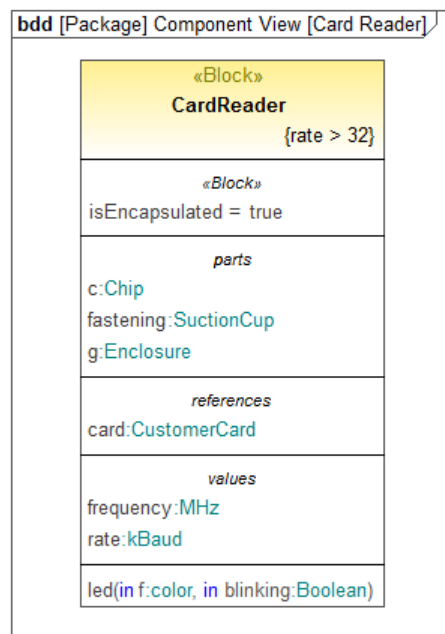 bdd [Package] Component View [Card Reader]
«Block»
CardReader
{rate > 32}
«Block»
isEncapsulated = true
parts
c:Chip
fastening:SuctionCup
g:Enclosure
references
card:CustomerCard
values
frequency:MHz
rate:kBaud
led(in f:color, in blinking:Boolean)